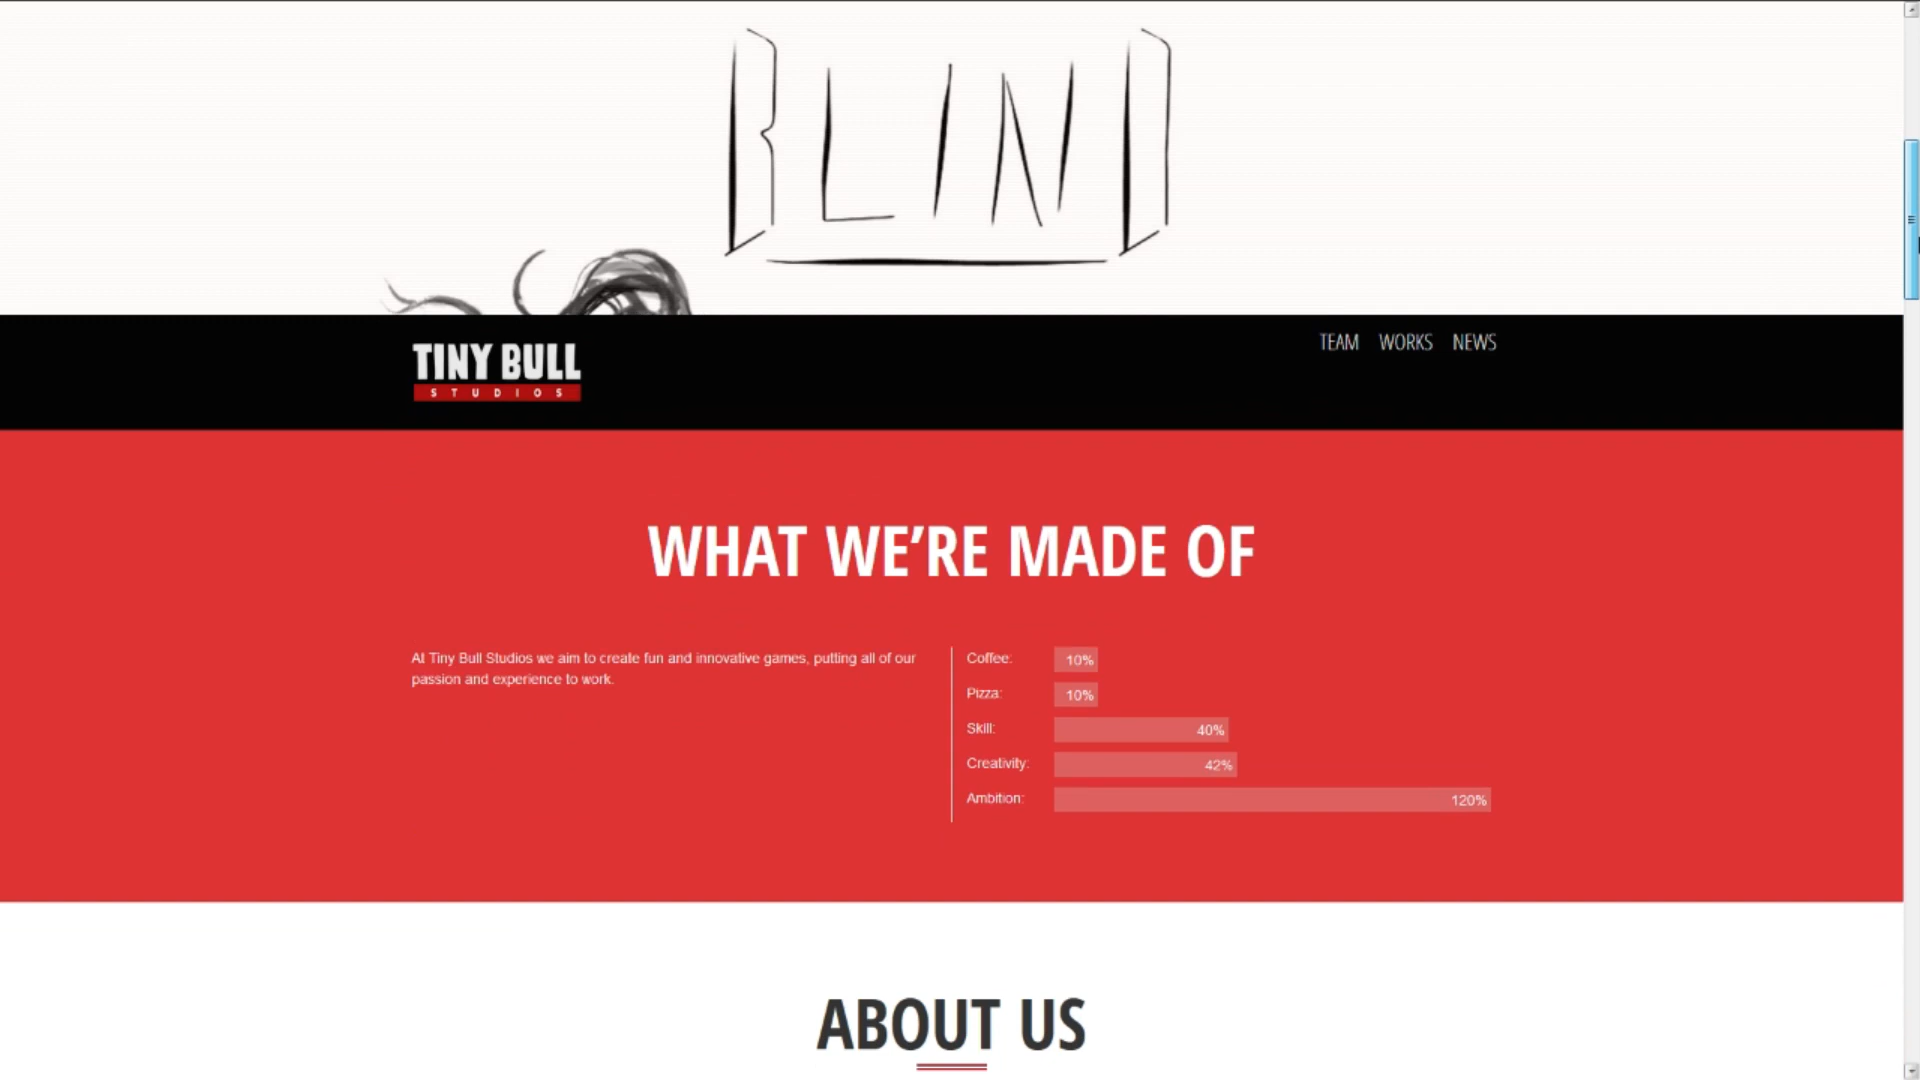 BLIND
TINY BULL
STUDIOS
TEAM WORKS NEWS
WHAT WE’RE MADE OF
At Tiny Bull Studios we aim to create fun and innovative games, putting all of our
passion and experience to work.
Coffee: 10%
Pizza: 10%
Skill: 40%
Creativity: 42%
Ambition: 120%
ABOUT US